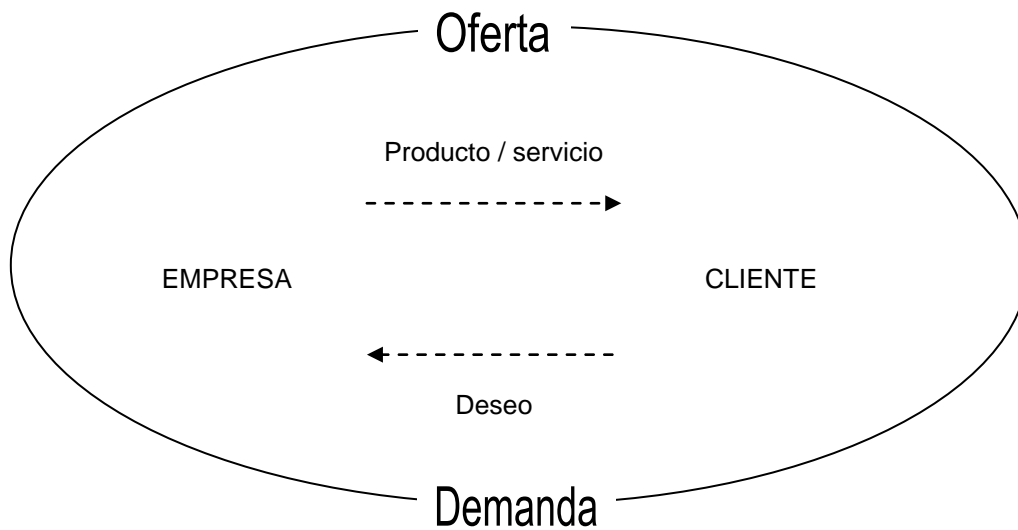 Oferta
Producto / servicio
EMPRESA
CLIENTE
Deseo
Demanda